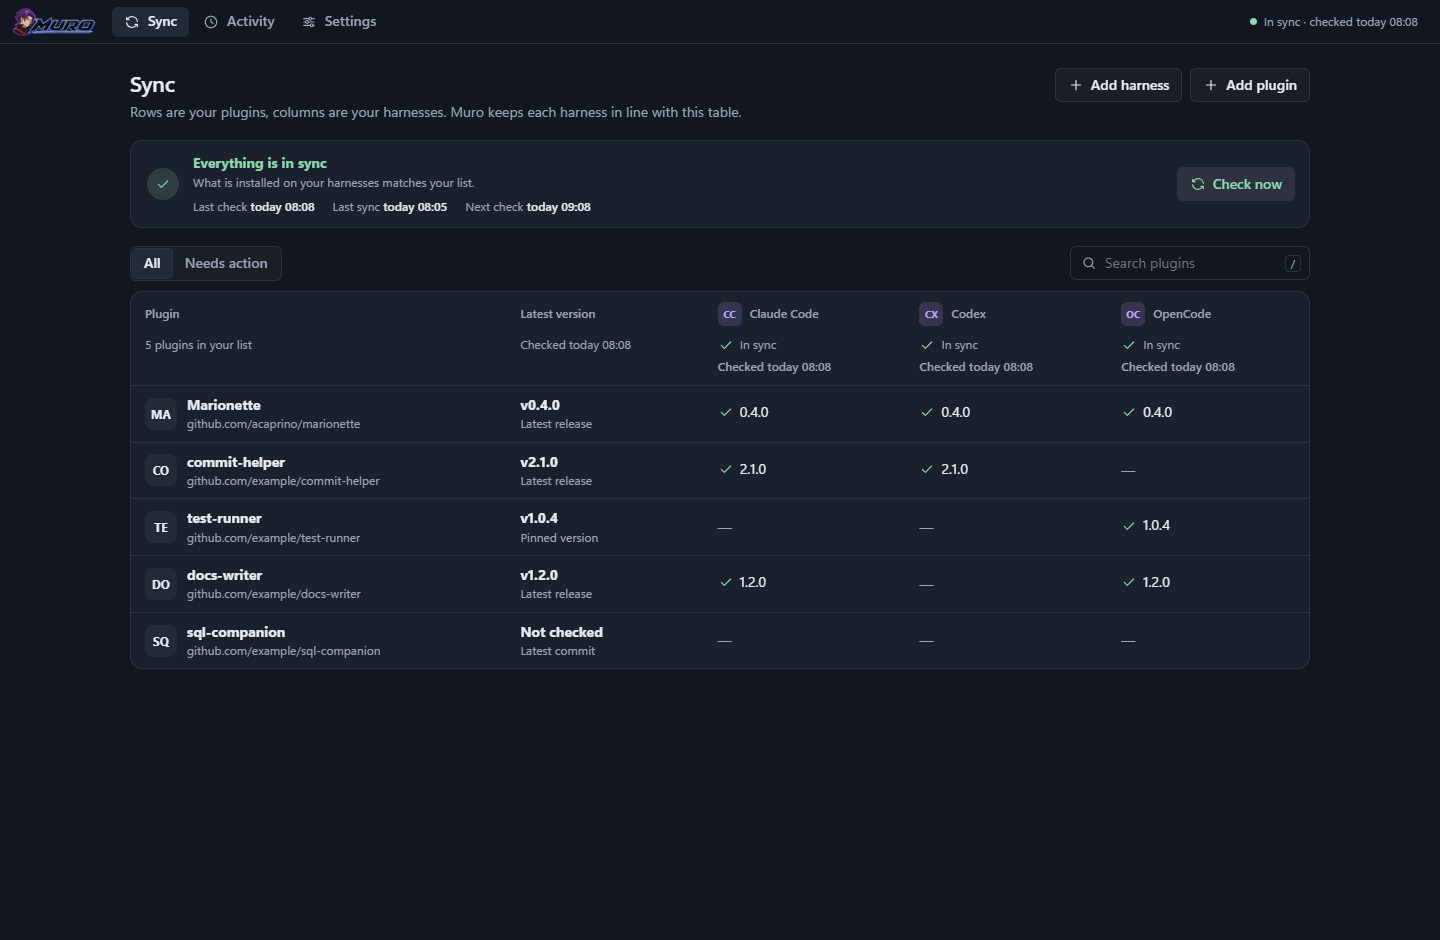 MURO
Sync
Activity
Settings
In sync · checked today 08:08
Sync
Rows are your plugins, columns are your harnesses. Muro keeps each harness in line with this table.
Add harness
Add plugin
Everything is in sync
What is installed on your harnesses matches your list.
Last check today 08:08
Last sync today 08:05
Next check today 09:08
Check now
All
Needs action
Search plugins
/
Plugin
Latest version
CC Claude Code
CX Codex
OC OpenCode
5 plugins in your list
Checked today 08:08
In sync
In sync
In sync
Checked today 08:08
Checked today 08:08
Checked today 08:08
MA
Marionette
github.com/acaprino/marionette
v0.4.0
Latest release
0.4.0
0.4.0
0.4.0
CO
commit-helper
github.com/example/commit-helper
v2.1.0
Latest release
2.1.0
2.1.0
—
TE
test-runner
github.com/example/test-runner
v1.0.4
Pinned version
—
—
1.0.4
DO
docs-writer
github.com/example/docs-writer
v1.2.0
Latest release
1.2.0
—
1.2.0
SQ
sql-companion
github.com/example/sql-companion
Not checked
Latest commit
—
—
—